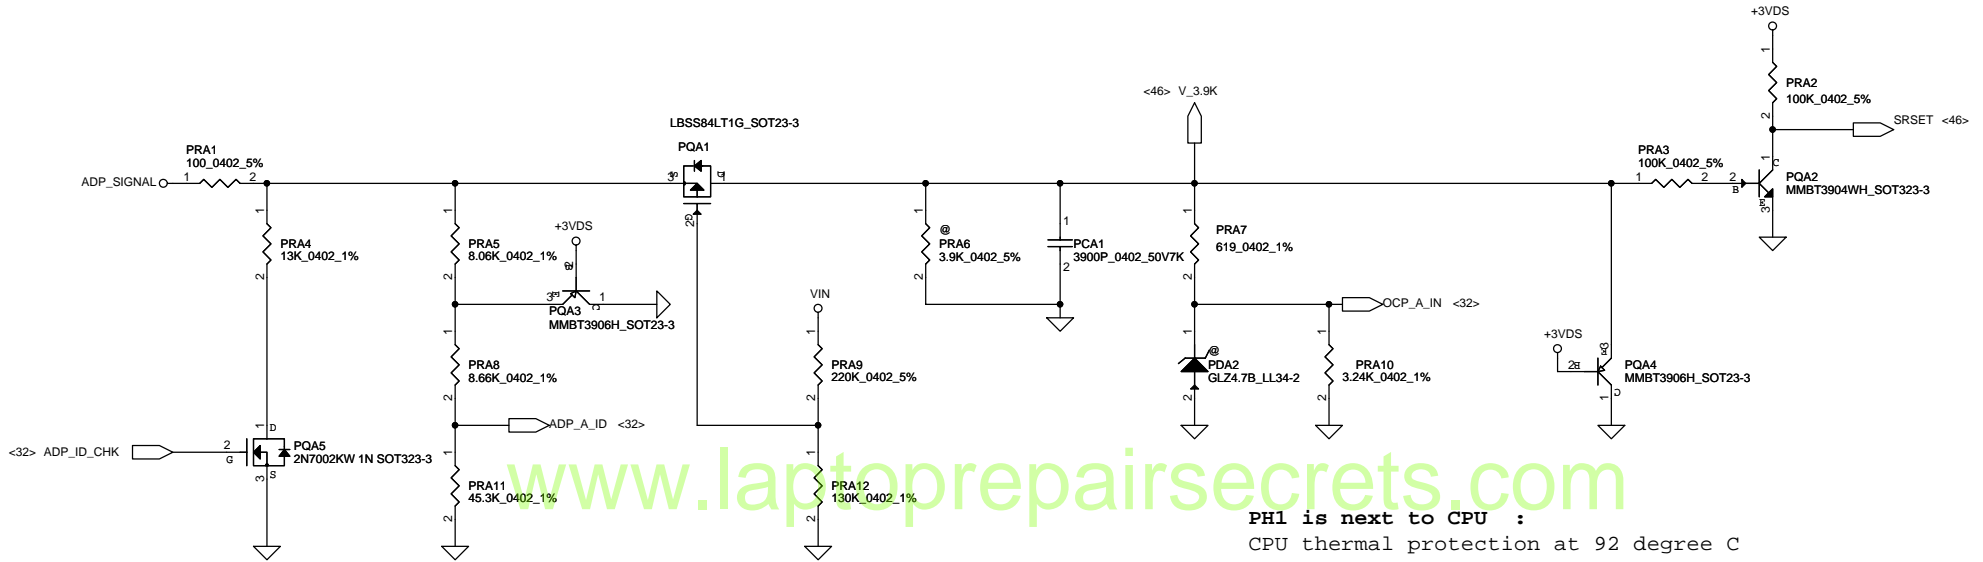 +3VDS
PRA2
100K_0402_5%
SRSET <46>
<46> V_3.9K
LBSS84LT1G_SOT23-3
PQA1
PRA1
100_0402_5%
ADP_SIGNAL
PRA3
100K_0402_5%
PQA2
MMBT3904WH_SOT323-3
PRA4
13K_0402_1%
PRA5
8.06K_0402_1%
+3VDS
PQA3
MMBT3906H_SOT23-3
@
PRA6
3.9K_0402_5%
PCA1
3900P_0402_50V7K
PRA7
619_0402_1%
VIN
OCP_A_IN <32>
+3VDS
PRA8
8.66K_0402_1%
PRA9
220K_0402_5%
@
PDA2
GLZ4.7B_LL34-2
PRA10
3.24K_0402_1%
PQA4
MMBT3906H_SOT23-3
ADP_A_ID <32>
<32> ADP_ID_CHK
PQA5
2N7002KW 1N SOT323-3
PRA11
45.3K_0402_1%
PRA12
130K_0402_1%
www.laptoprepairsecrets.com
PH1 is next to CPU :
CPU thermal protection at 92 degree C